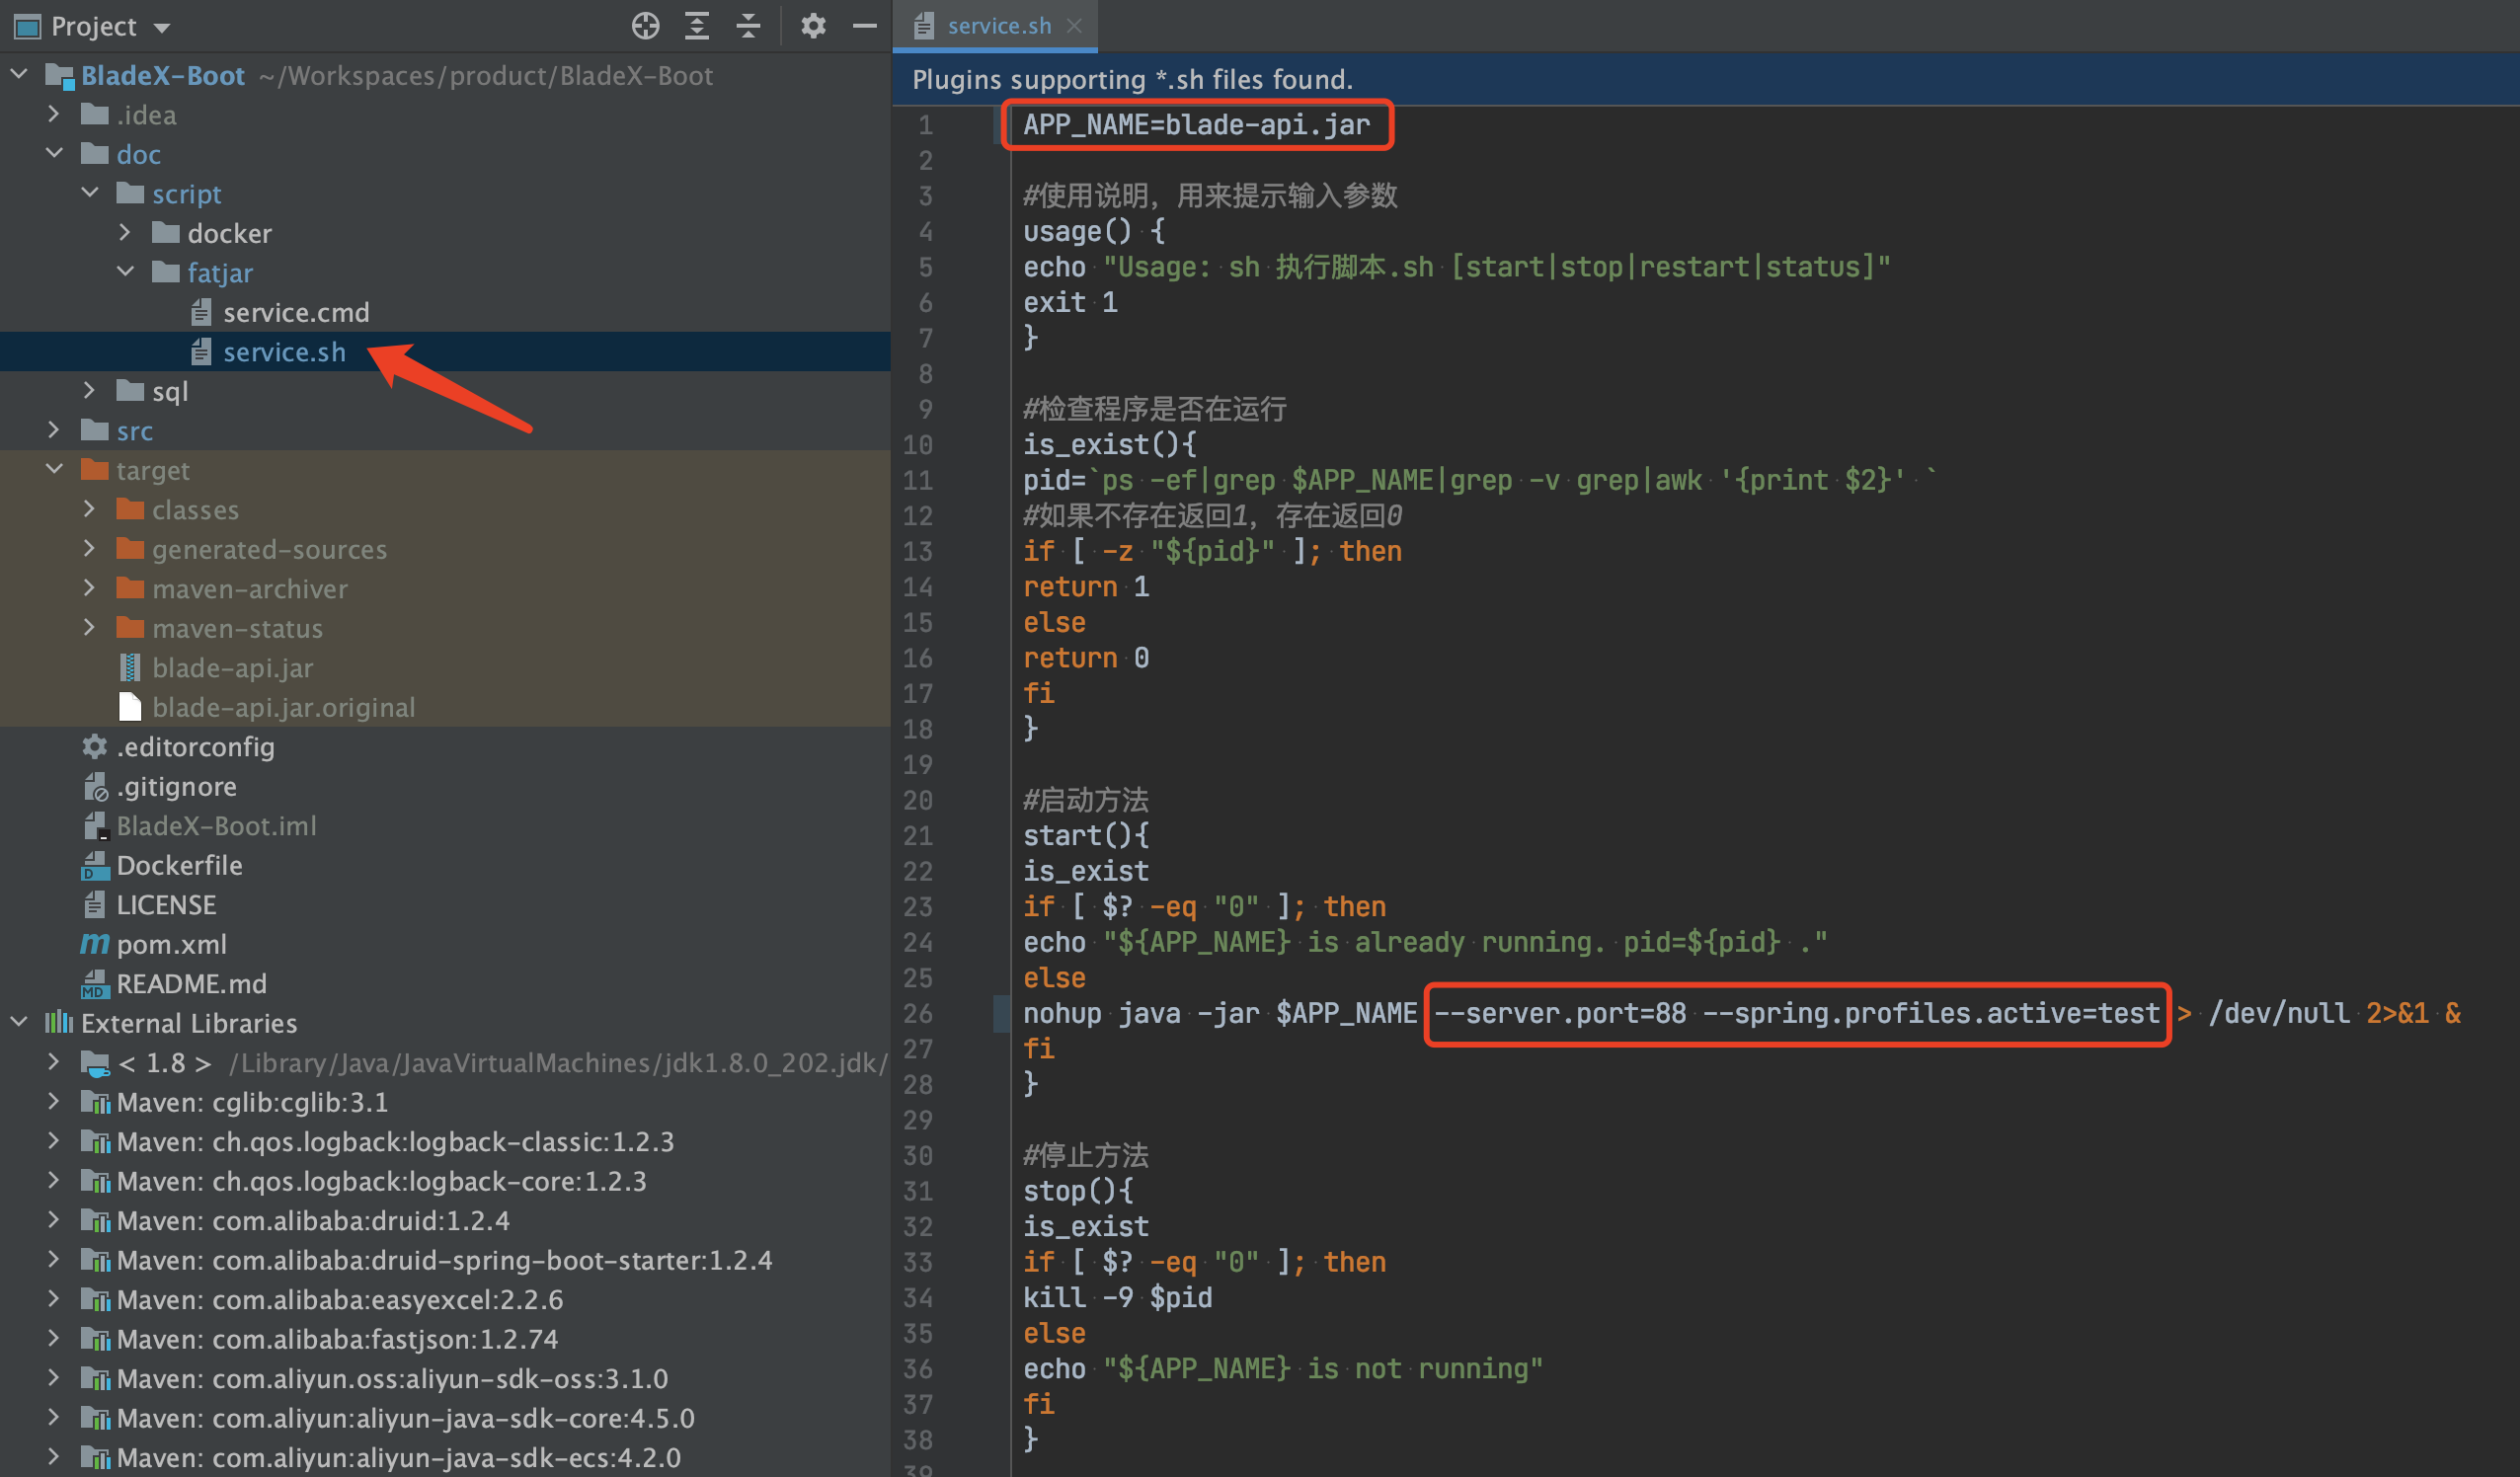 Project
BladeX-Boot ~/Workspaces/product/BladeX-Boot
.idea
doc
script
docker
fatjar
service.cmd
service.sh
sql
src
target
classes
generated-sources
maven-archiver
maven-status
blade-api.jar
blade-api.jar.original
.editorconfig
.gitignore
BladeX-Boot.iml
Dockerfile
LICENSE
pom.xml
README.md
External Libraries
< 1.8 > /Library/Java/JavaVirtualMachines/jdk1.8.0_202.jdk/
Maven: cglib:cglib:3.1
Maven: ch.qos.logback:logback-classic:1.2.3
Maven: ch.qos.logback:logback-core:1.2.3
Maven: com.alibaba:druid:1.2.4
Maven: com.alibaba:druid-spring-boot-starter:1.2.4
Maven: com.alibaba:easyexcel:2.2.6
Maven: com.alibaba:fastjson:1.2.74
Maven: com.aliyun.oss:aliyun-sdk-oss:3.1.0
Maven: com.aliyun:aliyun-java-sdk-core:4.5.0
Maven: com.aliyun:aliyun-java-sdk-ecs:4.2.0
service.sh
Plugins supporting *.sh files found.
1 APP_NAME=blade-api.jar
2
3 #使用说明，用来提示输入参数
4 usage() {
5 echo "Usage: sh 执行脚本.sh [start|stop|restart|status]"
6 exit 1
7 }
8
9 #检查程序是否在运行
10 is_exist(){
11 pid=`ps -ef|grep $APP_NAME|grep -v grep|awk '{print $2}' `
12 #如果不存在返回1，存在返回0
13 if [ -z "${pid}" ]; then
14 return 1
15 else
16 return 0
17 fi
18 }
19
20 #启动方法
21 start(){
22 is_exist
23 if [ $? -eq "0" ]; then
24 echo "${APP_NAME} is already running. pid=${pid} ."
25 else
26 nohup java -jar $APP_NAME --server.port=88 --spring.profiles.active=test > /dev/null 2>&1 &
27 fi
28 }
29
30 #停止方法
31 stop(){
32 is_exist
33 if [ $? -eq "0" ]; then
34 kill -9 $pid
35 else
36 echo "${APP_NAME} is not running"
37 fi
38 }
39